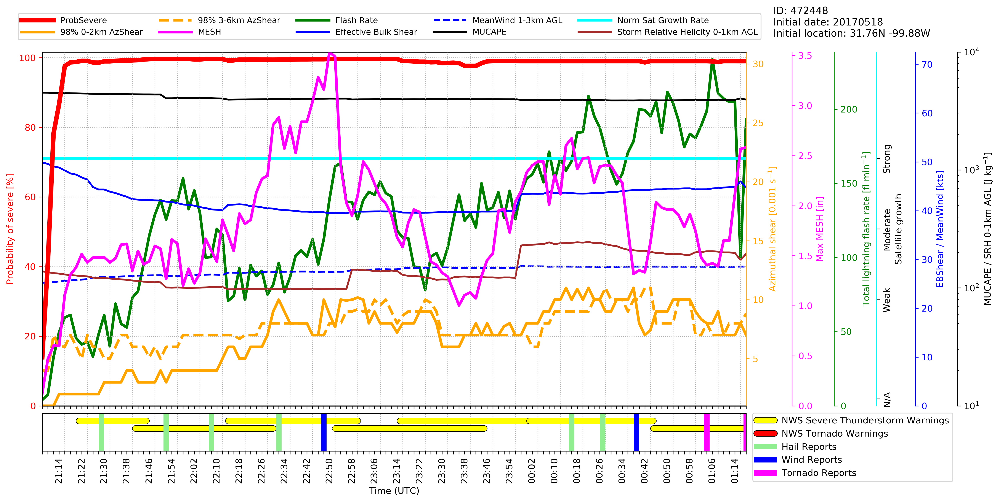 ID: 472448
Initial date: 20170518
Initial location: 31.76N -99.88W
ProbSevere
98% 0-2km AzShear
98% 3-6km AzShear
MESH
Flash Rate
Effective Bulk Shear
MeanWind 1-3km AGL
MUCAPE
Norm Sat Growth Rate
Storm Relative Helicity 0-1km AGL
Probability of severe [%]
100
80
60
40
20
0
Azimuthal shear [0.001 s⁻¹]
30
25
20
15
10
5
Max MESH [in]
3.5
3.0
2.5
2.0
1.5
1.0
0.5
0.0
Total lightning flash rate [fl min⁻¹]
200
150
100
50
0
Satellite growth
Strong
Moderate
Weak
N/A
EBShear / MeanWind [kts]
70
60
50
40
30
20
10
0
MUCAPE / SRH 0-1km AGL [J kg⁻¹]
10⁴
10³
10²
10¹
21:14
21:22
21:30
21:38
21:46
21:54
22:02
22:10
22:18
22:26
22:34
22:42
22:50
22:58
23:06
23:14
23:22
23:30
23:38
23:46
23:54
00:02
00:10
00:18
00:26
00:34
00:42
00:50
00:58
01:06
01:14
Time (UTC)
NWS Severe Thunderstorm Warnings
NWS Tornado Warnings
Hail Reports
Wind Reports
Tornado Reports